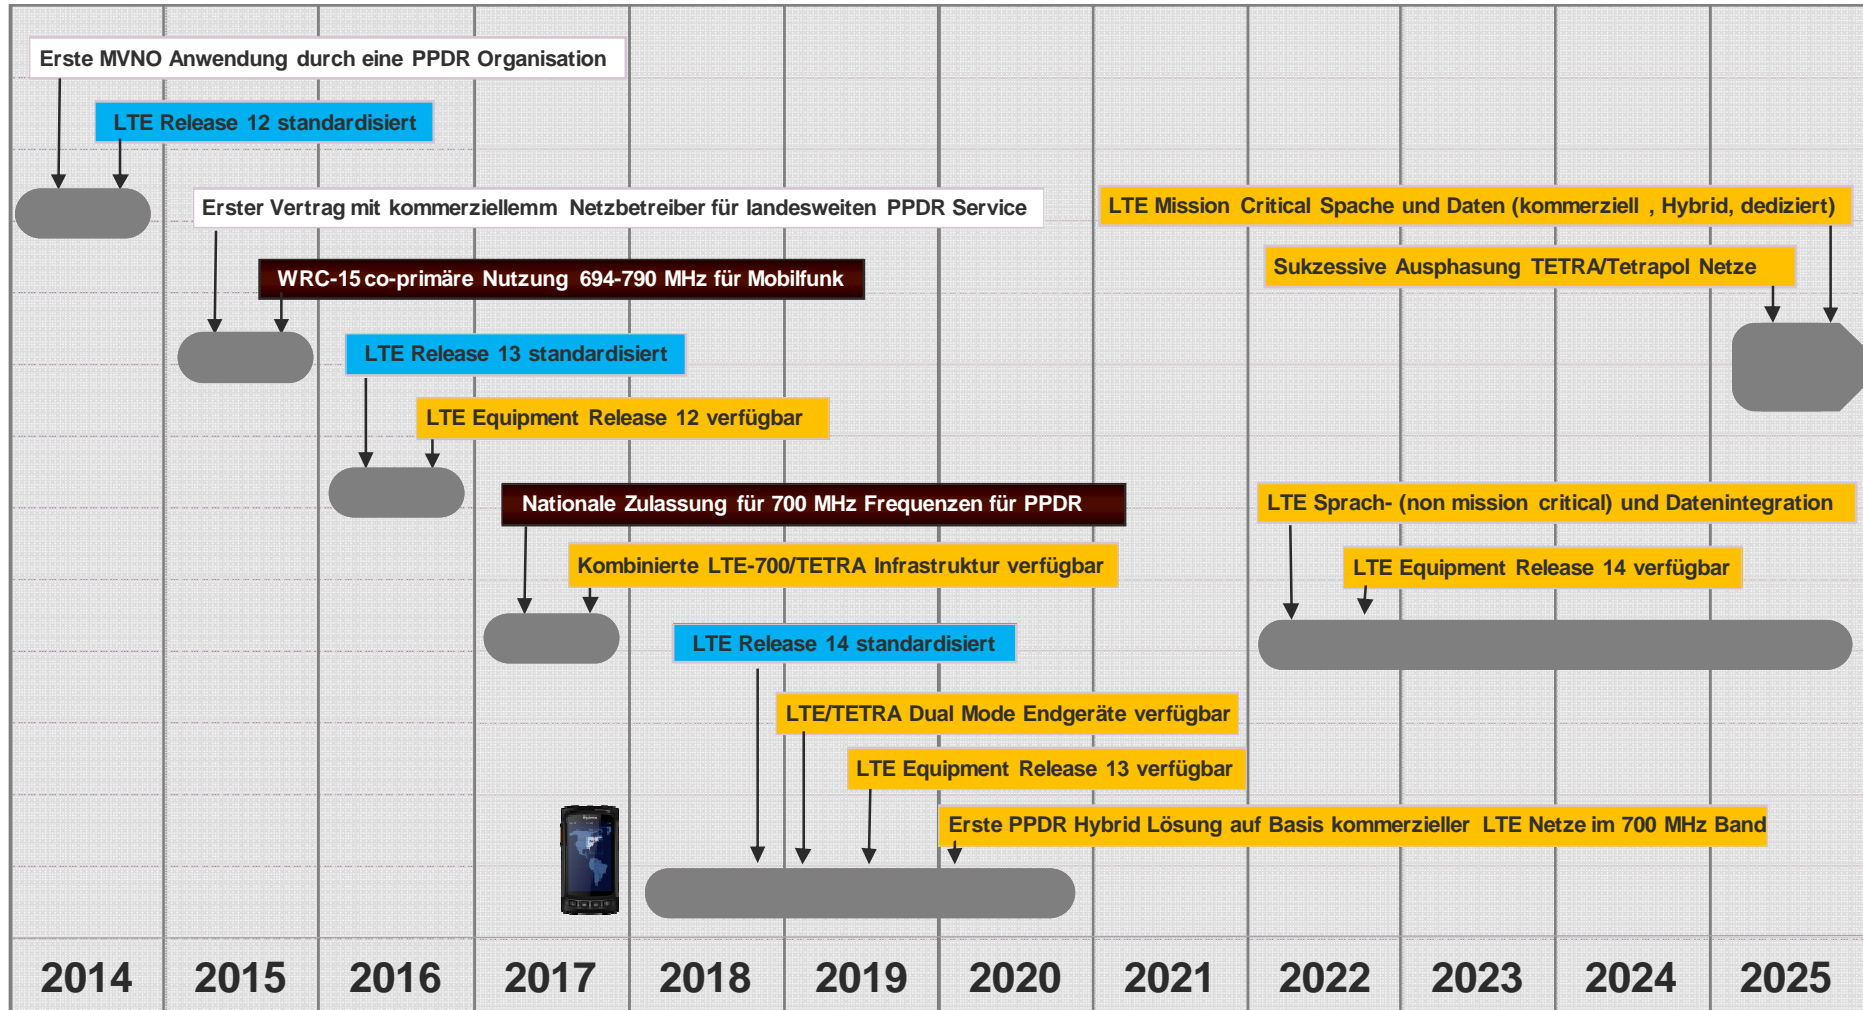 Erste MVNO Anwendung durch eine PPDR Organisation
LTE Release 12 standardisiert
Erster Vertrag mit kommerziellemm Netzbetreiber für landesweiten PPDR Service
LTE Mission Critical Spache und Daten (kommerziell , Hybrid, dediziert)
WRC-15 co-primäre Nutzung 694-790 MHz für Mobilfunk
Sukzessive Ausphasung TETRA/Tetrapol Netze
LTE Release 13 standardisiert
LTE Equipment Release 12 verfügbar
Nationale Zulassung für 700 MHz Frequenzen für PPDR
LTE Sprach- (non mission critical) und Datenintegration
Kombinierte LTE-700/TETRA Infrastruktur verfügbar
LTE Equipment Release 14 verfügbar
LTE Release 14 standardisiert
LTE/TETRA Dual Mode Endgeräte verfügbar
LTE Equipment Release 13 verfügbar
Erste PPDR Hybrid Lösung auf Basis kommerzieller LTE Netze im 700 MHz Band
2014 2015 2016 2017 2018 2019 2020 2021 2022 2023 2024 2025